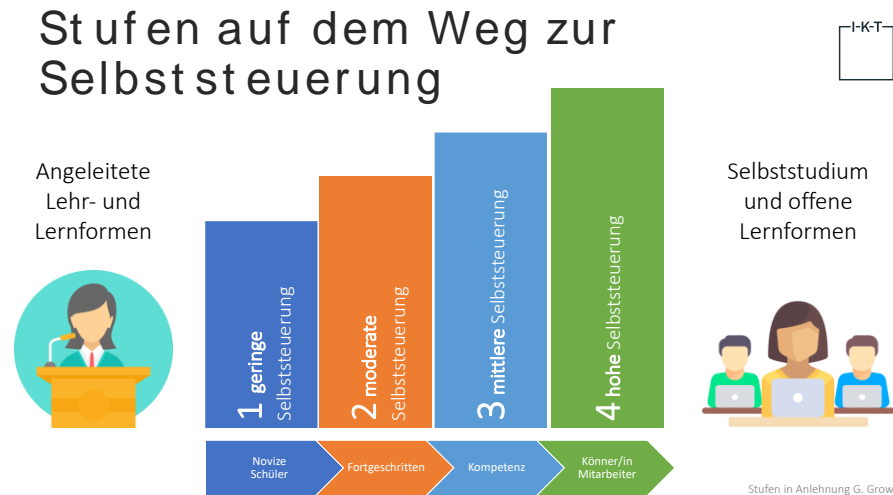 Stufen auf dem Weg zur
Selbststeuerung
I-K-T
Angeleitete
Lehr- und
Lernformen
1 geringe
Selbststeuerung
2 moderate
Selbststeuerung
3 mittlere Selbststeuerung
4 hohe Selbststeuerung
Selbststudium
und offene
Lernformen
Novize
Schüler
Fortgeschritten
Kompetenz
Könner/in
Mitarbeiter
Stufen in Anlehnung G. Grow